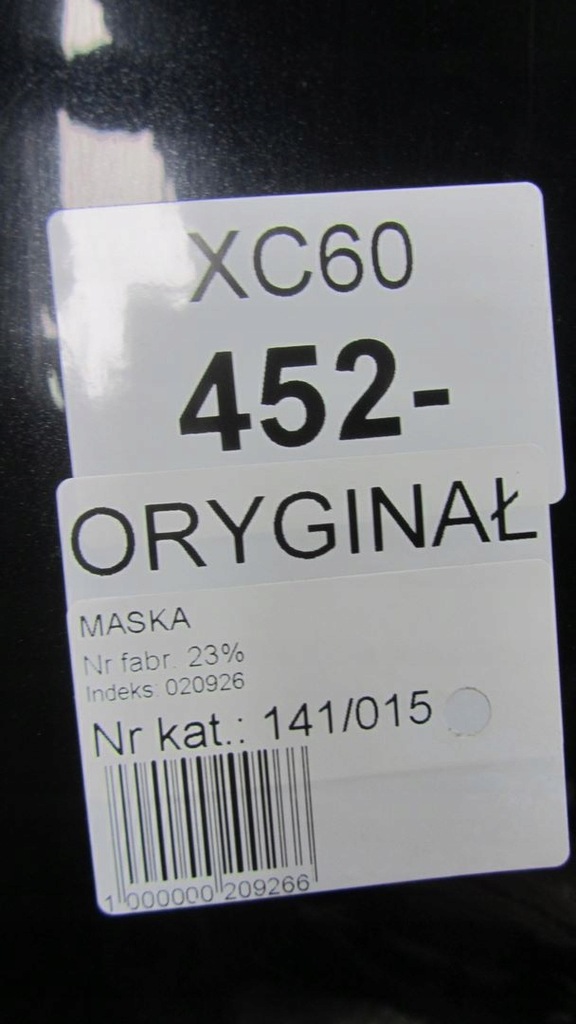 XC60
452-
ORYGINAŁ
MASKA
Nr fabr. 23%
Indeks: 020926
Nr kat.: 141/015
1 000000 209266